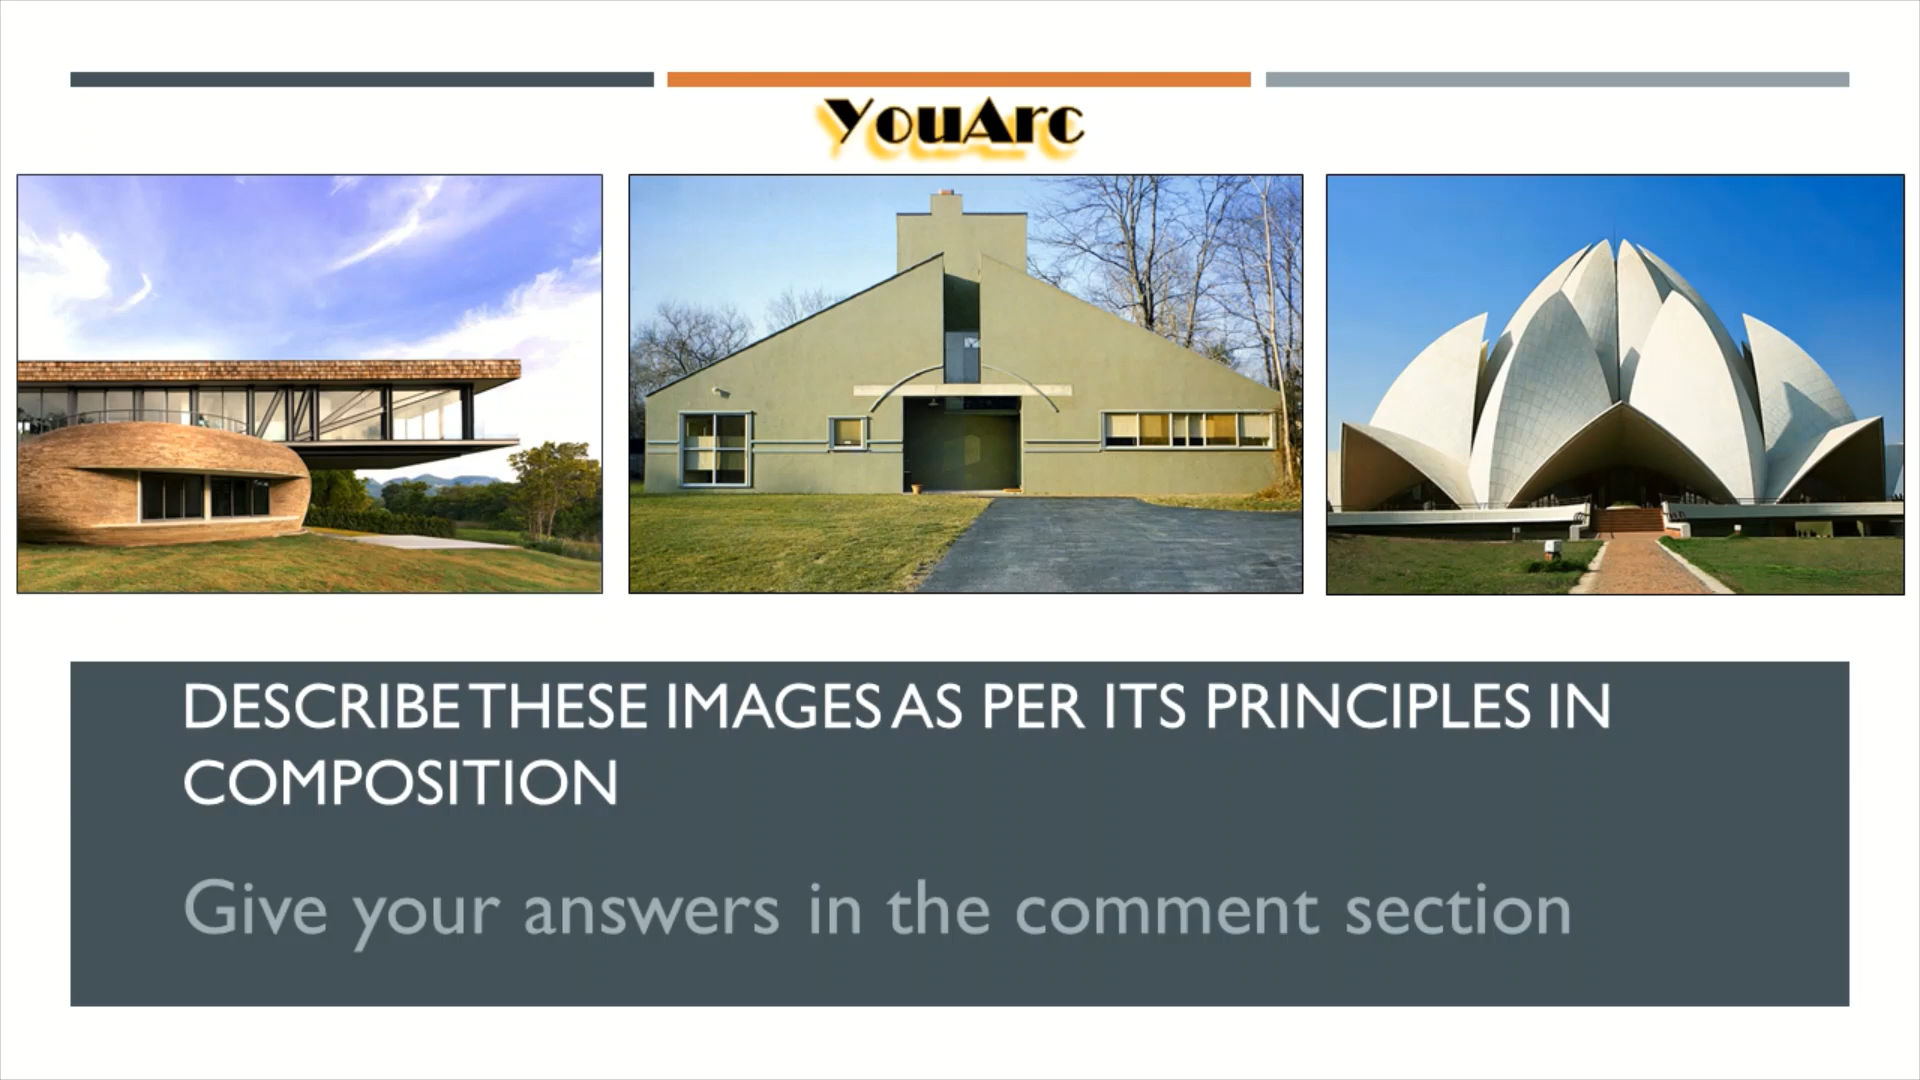 YouArc
DESCRIBE THESE IMAGES AS PER ITS PRINCIPLES IN
COMPOSITION
Give your answers in the comment section